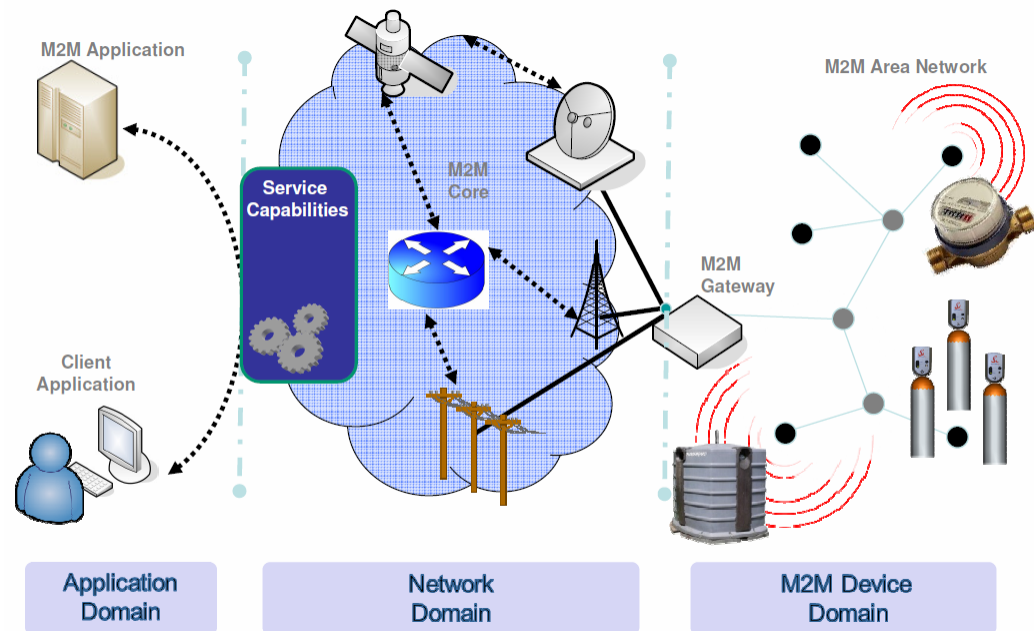 M2M Application
M2M Area Network
Service
Capabilities
M2M
Core
M2M
Gateway
Client
Application
Application
Domain
Network
Domain
M2M Device
Domain